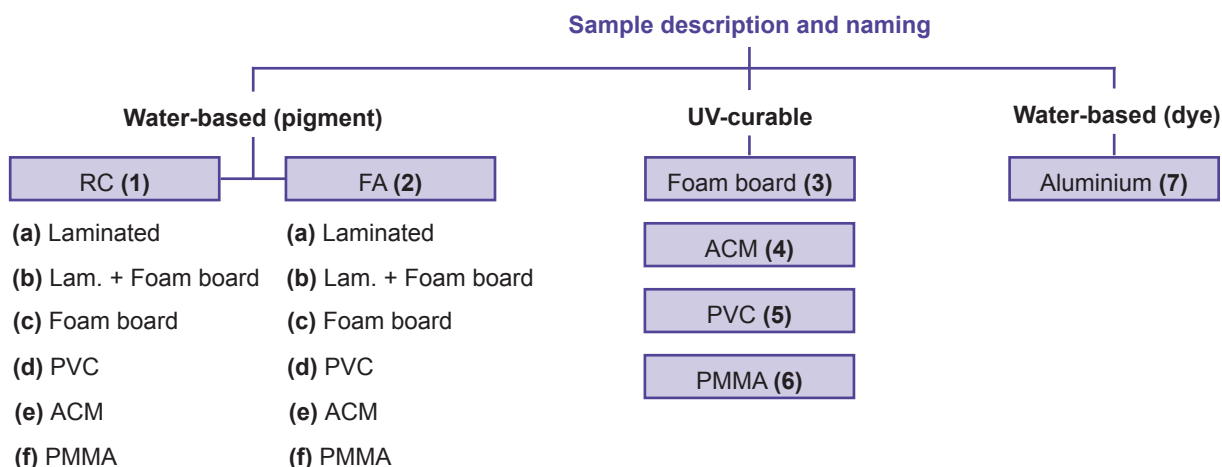 Sample description and naming
Water-based (pigment)
UV-curable
Water-based (dye)
RC (1)
FA (2)
Foam board (3)
Aluminium (7)
(a) Laminated
(a) Laminated
ACM (4)
(b) Lam. + Foam board
(b) Lam. + Foam board
(c) Foam board
(c) Foam board
PVC (5)
(d) PVC
(d) PVC
PMMA (6)
(e) ACM
(e) ACM
(f) PMMA
(f) PMMA